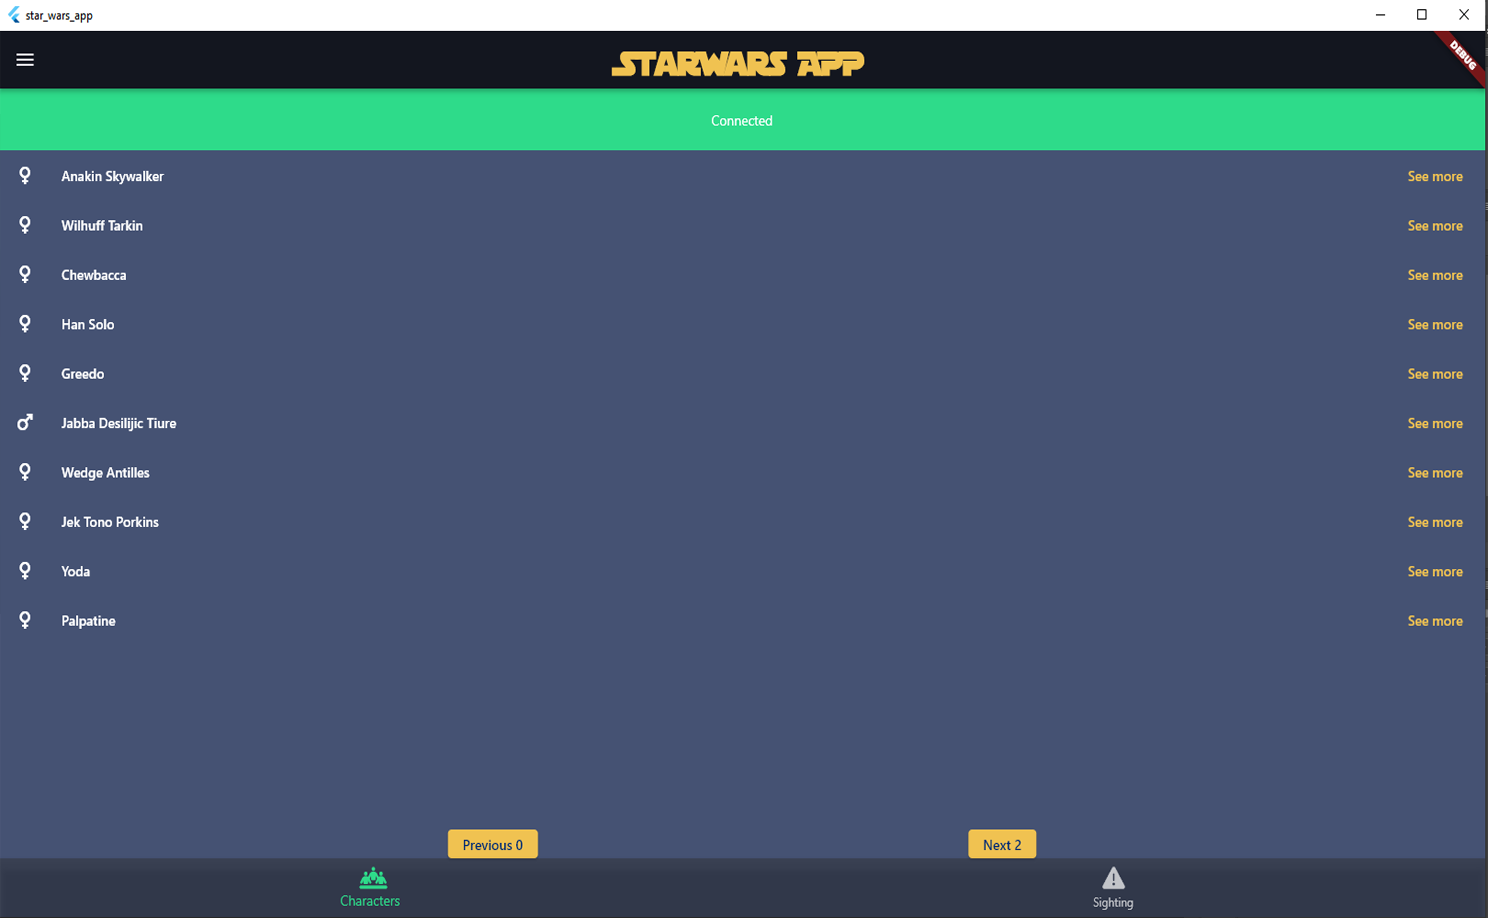 star_wars_app
STARWARS APP
DEBUG
Connected
Anakin Skywalker See more
Wilhuff Tarkin See more
Chewbacca See more
Han Solo See more
Greedo See more
Jabba Desilijic Tiure See more
Wedge Antilles See more
Jek Tono Porkins See more
Yoda See more
Palpatine See more
Previous 0 Next 2
Characters Sighting